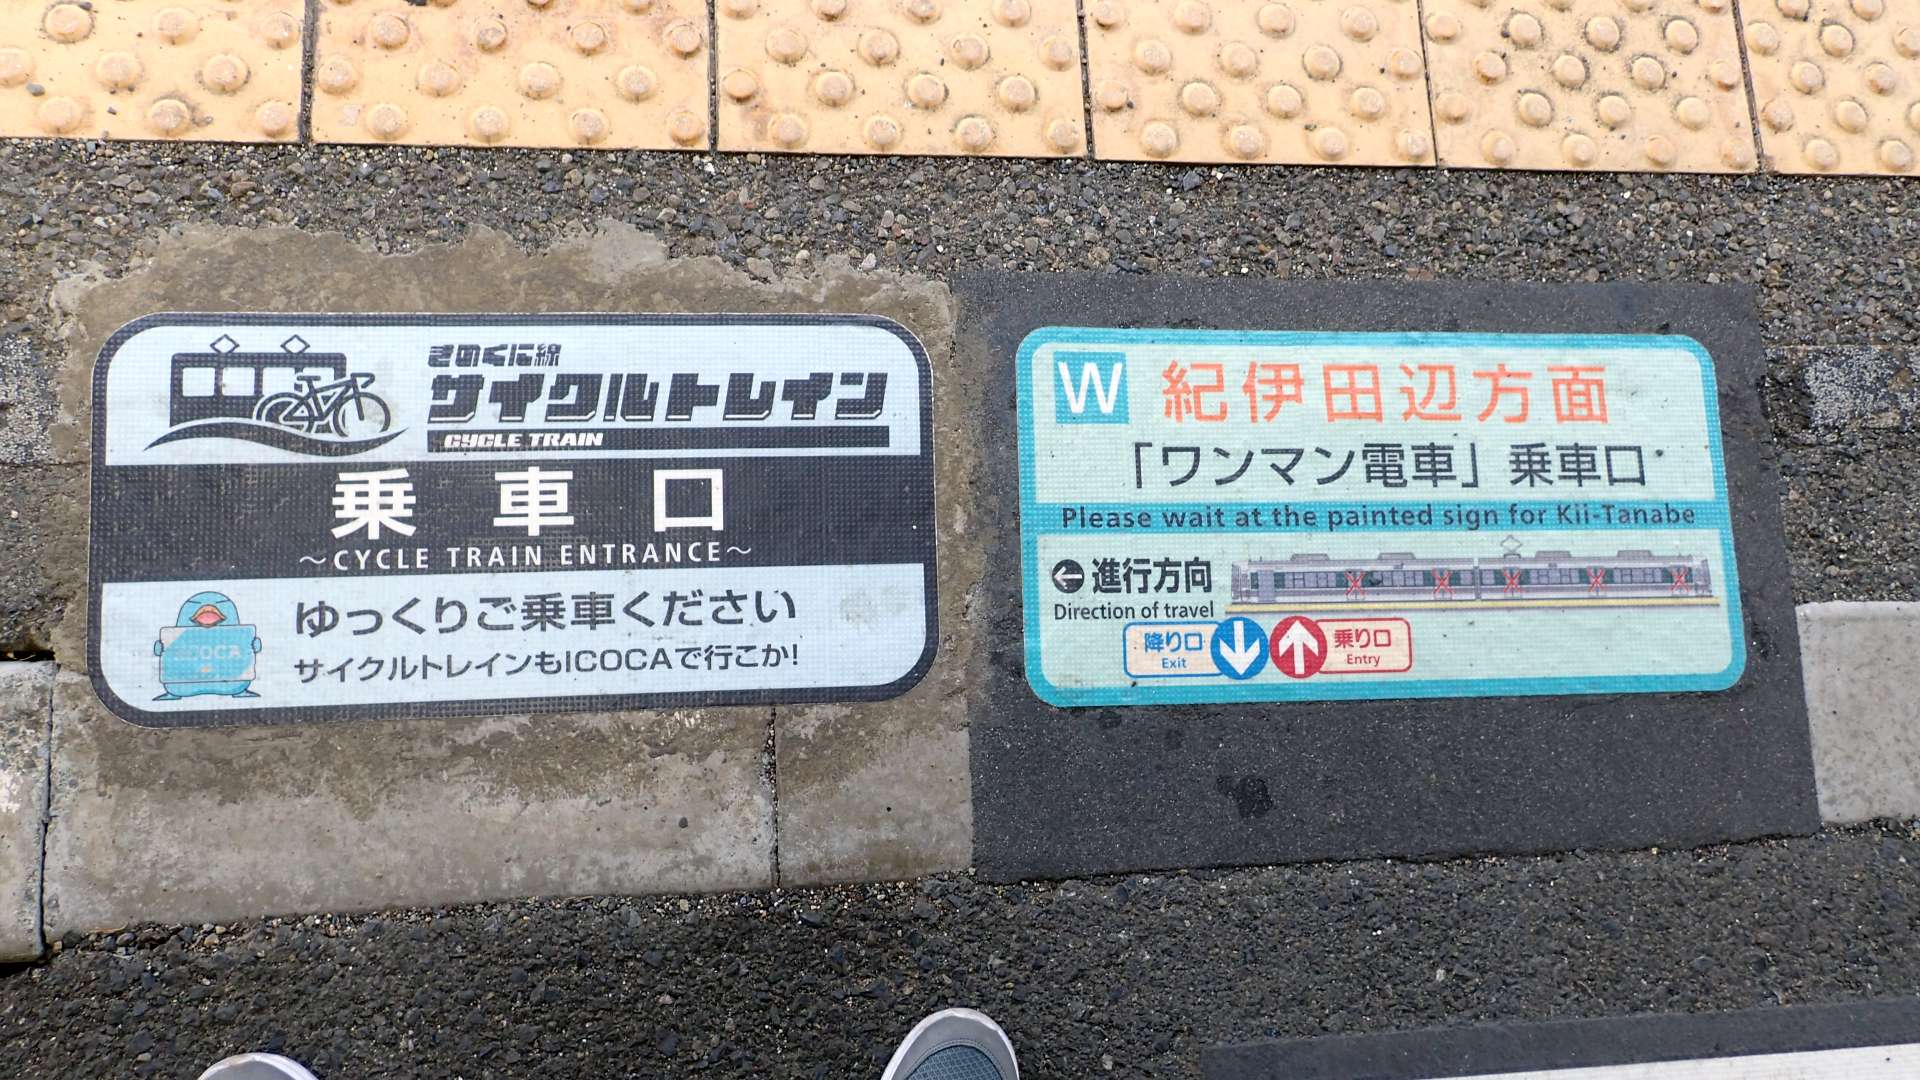 きのくに線
サイクルトレイン
CYCLE TRAIN
乗車口
~CYCLE TRAIN ENTRANCE~
ICOCA
ゆっくりご乗車ください
サイクルトレインもICOCAで行こか!
W 紀伊田辺方面
「ワンマン電車」乗車口
Please wait at the painted sign for Kii-Tanabe
進行方向
Direction of travel
降り口
Exit
乗り口
Entry